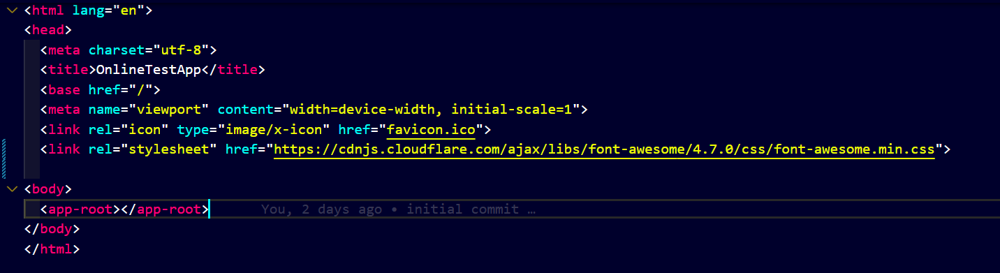 <html lang="en">
<head>
<meta charset="utf-8">
<title>OnlineTestApp</title>
<base href="/">
<meta name="viewport" content="width=device-width, initial-scale=1">
<link rel="icon" type="image/x-icon" href="favicon.ico">
<link rel="stylesheet" href="https://cdnjs.cloudflare.com/ajax/libs/font-awesome/4.7.0/css/font-awesome.min.css">
<body>
<app-root></app-root> You, 2 days ago • initial commit …
</body>
</html>